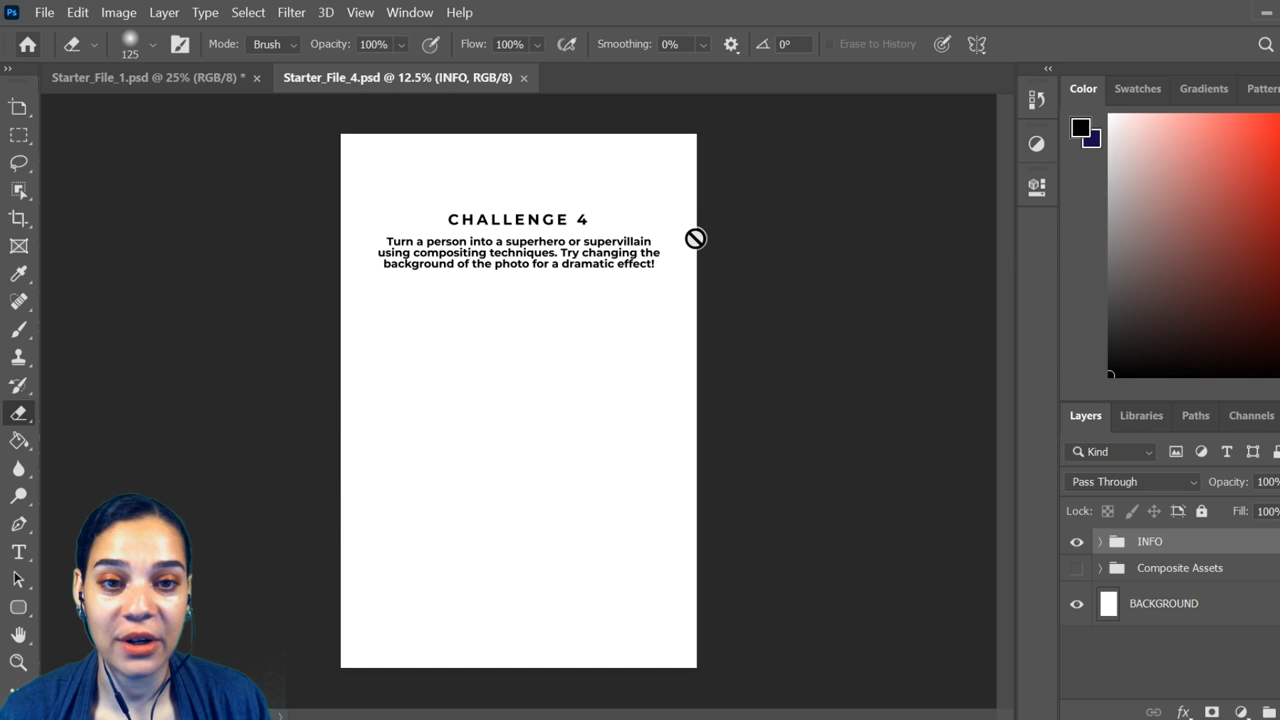 Ps File Edit Image Layer Type Select Filter 3D View Window Help
125 Mode: Brush Opacity: 100% Flow: 100% Smoothing: 0% 0° Erase to History
Starter_File_1.psd @ 25% (RGB/8) * × Starter_File_4.psd @ 12.5% (INFO, RGB/8) ×
Color Swatches Gradients
CHALLENGE 4
Turn a person into a superhero or supervillain
using compositing techniques. Try changing the
background of the photo for a dramatic effect!
Layers Libraries Paths Channels
Kind
Pass Through Opacity: 100%
Lock: Fill: 100%
INFO
Composite Assets
BACKGROUND
fx